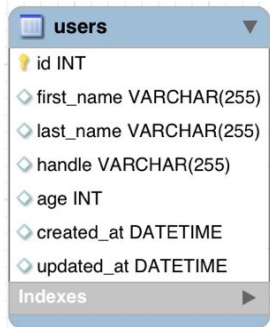 users
id INT
first_name VARCHAR(255)
last_name VARCHAR(255)
handle VARCHAR(255)
age INT
created_at DATETIME
updated_at DATETIME
Indexes